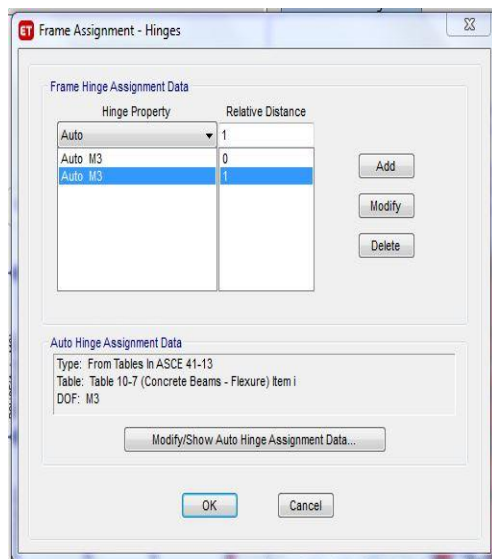 ET Frame Assignment - Hinges
Frame Hinge Assignment Data
Hinge Property Relative Distance
Auto 1
Auto M3 0
Auto M3 1
Add
Modify
Delete
Auto Hinge Assignment Data
Type: From Tables In ASCE 41-13
Table: Table 10-7 (Concrete Beams - Flexure) Item i
DOF: M3
Modify/Show Auto Hinge Assignment Data...
OK Cancel